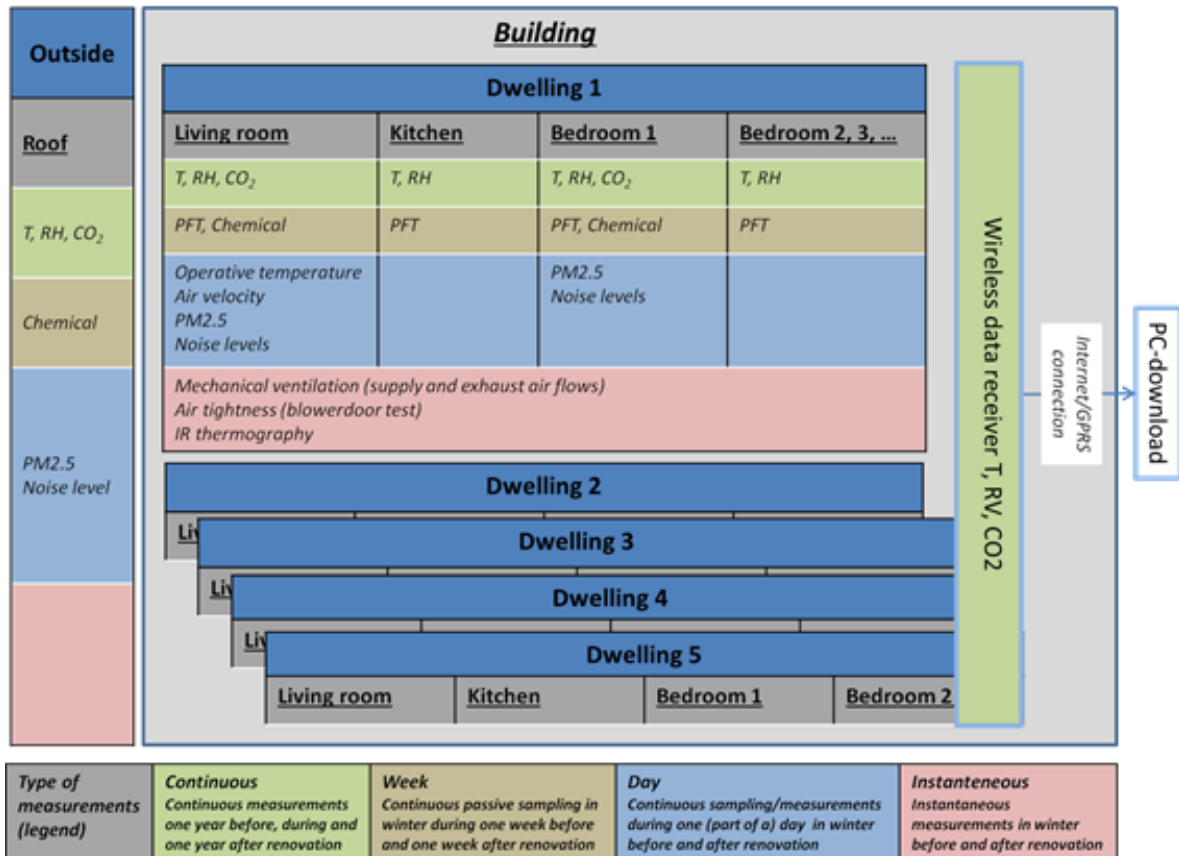 Outside
Roof
T, RH, CO₂
Chemical
PM2.5
Noise level
Building
Dwelling 1
Living room
Kitchen
Bedroom 1
Bedroom 2, 3, ...
T, RH, CO₂
T, RH
T, RH, CO₂
T, RH
PFT, Chemical
PFT
PFT, Chemical
PFT
Operative temperature
Air velocity
PM2.5
Noise levels
PM2.5
Noise levels
Mechanical ventilation (supply and exhaust air flows)
Air tightness (blowerdoor test)
IR thermography
Dwelling 2
Liv
Dwelling 3
Liv
Dwelling 4
Liv
Dwelling 5
Living room
Kitchen
Bedroom 1
Bedroom 2
Wireless data receiver T, RV, CO2
Internet/GPRS
connection
PC-download
Type of
measurements
(legend)
Continuous
Continuous measurements
one year before, during and
one year after renovation
Week
Continuous passive sampling in
winter during one week before
and one week after renovation
Day
Continuous sampling/measurements
during one (part of a) day in winter
before and after renovation
Instanteneous
Instantaneous
measurements in winter
before and after renovation